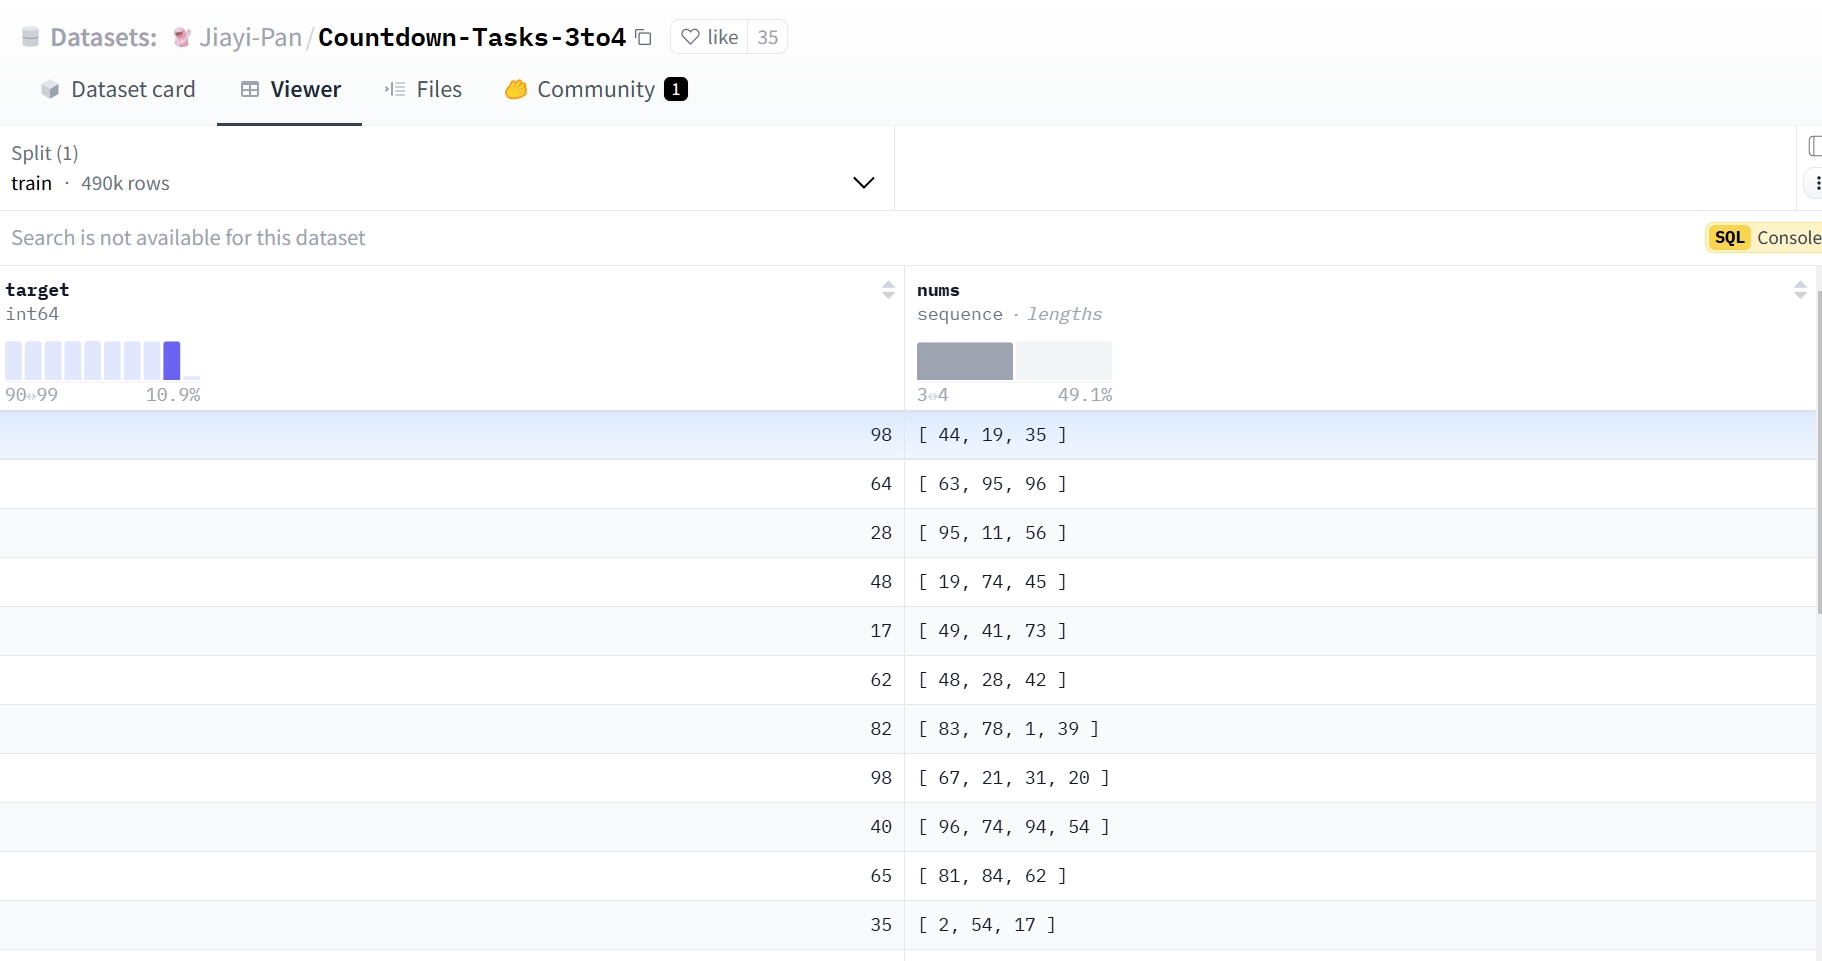 Datasets: Jiayi-Pan/Countdown-Tasks-3to4 like 35
Dataset card Viewer Files Community 1
Split (1)
train · 490k rows
Search is not available for this dataset
SQL Console
target nums
int64 sequence · lengths
90⇔99 10.9% 3⇔4 49.1%
98 [ 44, 19, 35 ]
64 [ 63, 95, 96 ]
28 [ 95, 11, 56 ]
48 [ 19, 74, 45 ]
17 [ 49, 41, 73 ]
62 [ 48, 28, 42 ]
82 [ 83, 78, 1, 39 ]
98 [ 67, 21, 31, 20 ]
40 [ 96, 74, 94, 54 ]
65 [ 81, 84, 62 ]
35 [ 2, 54, 17 ]